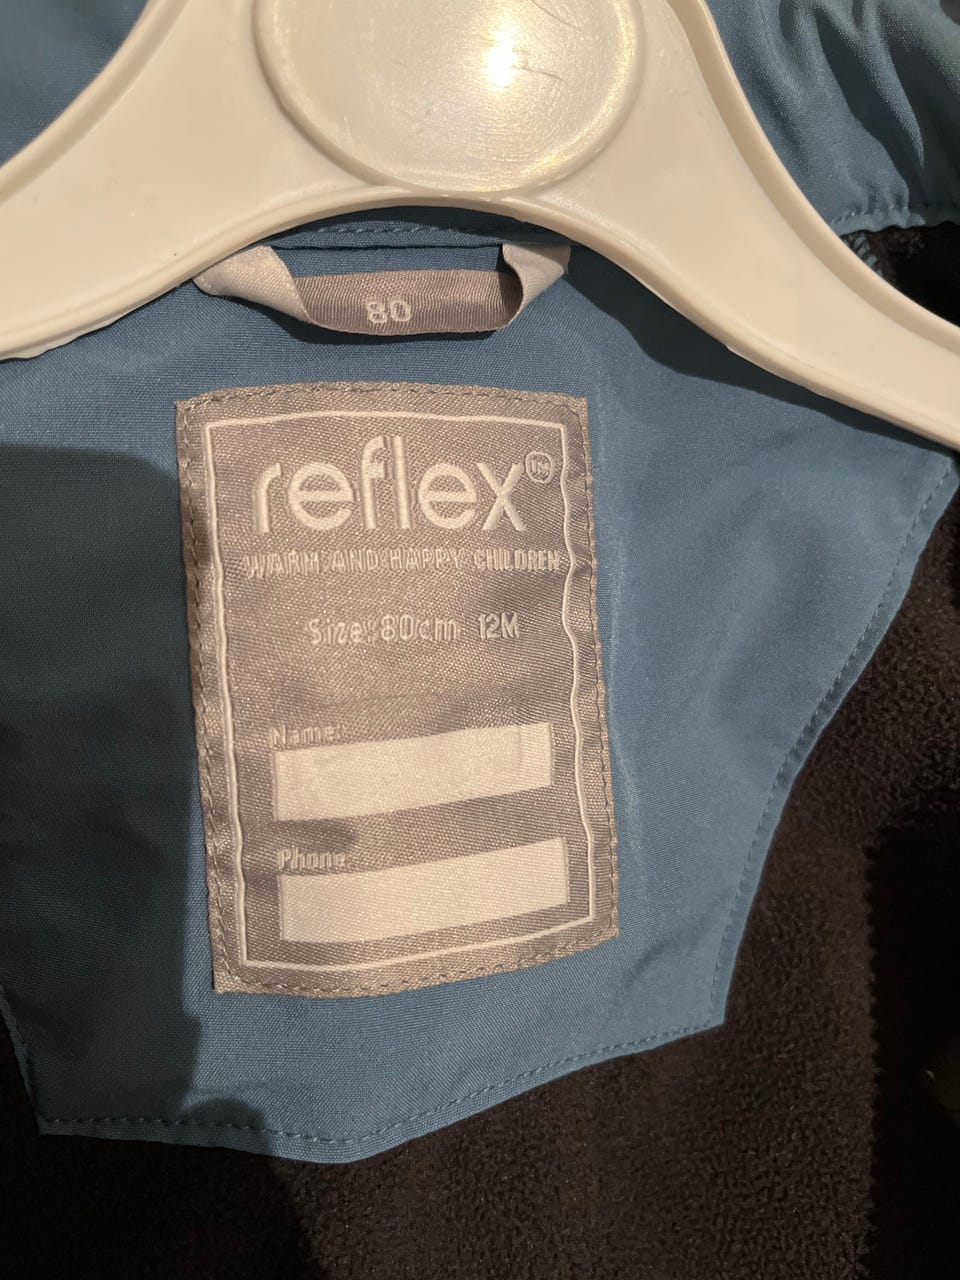 80
reflex
WARM AND HAPPY CHILDREN
Size: 80cm 12M
Name:
Phone